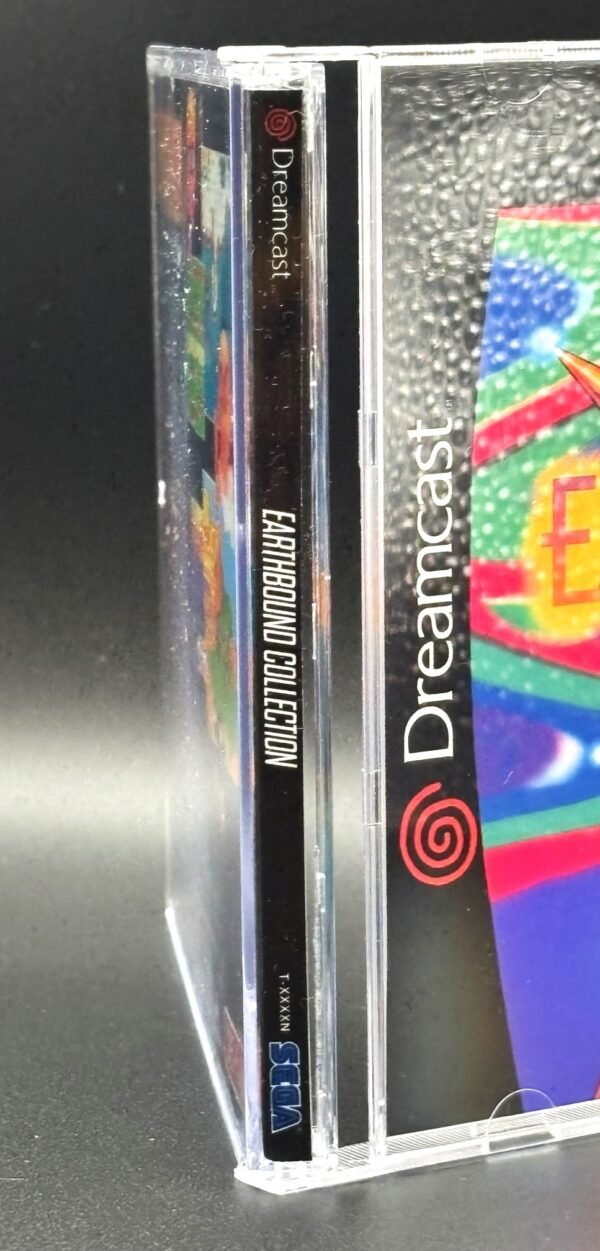 Dreamcast
EARTHBOUND COLLECTION
T-XXXXN
SEGA
Dreamcast
E